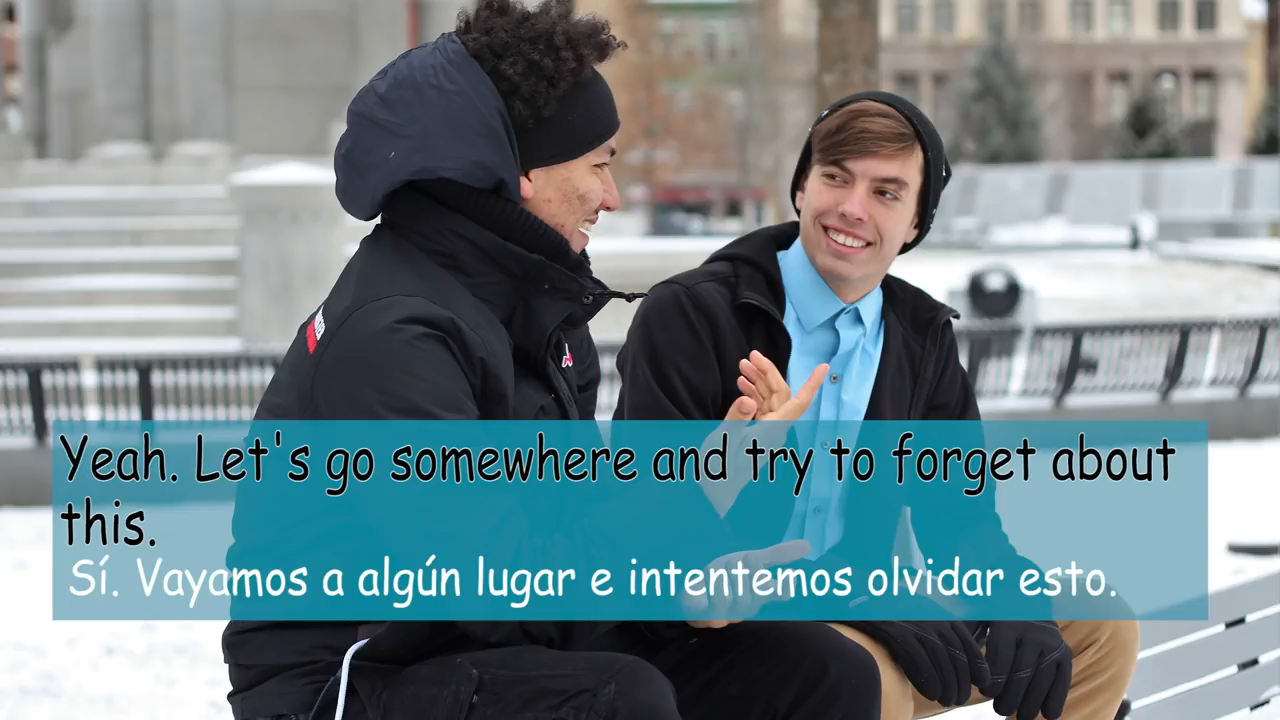 Yeah. Let's go somewhere and try to forget about
this.
Sí. Vayamos a algún lugar e intentemos olvidar esto.